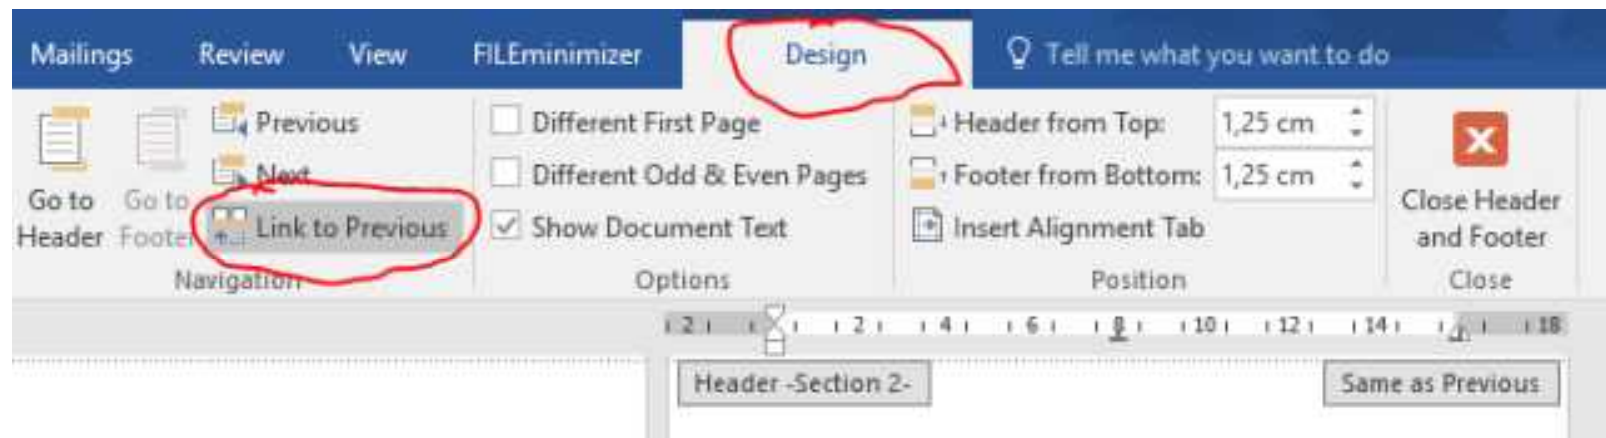 Mailings Review View FILEminimizer Design Tell me what you want to do
Previous
Next
Link to Previous
Go to
Header
Go to
Footer
Navigation
Different First Page
Different Odd & Even Pages
Show Document Text
Options
Header from Top: 1,25 cm
Footer from Bottom: 1,25 cm
Insert Alignment Tab
Position
Close Header
and Footer
Close
2 2 4 6 8 10 12 14 18
Header -Section 2- Same as Previous